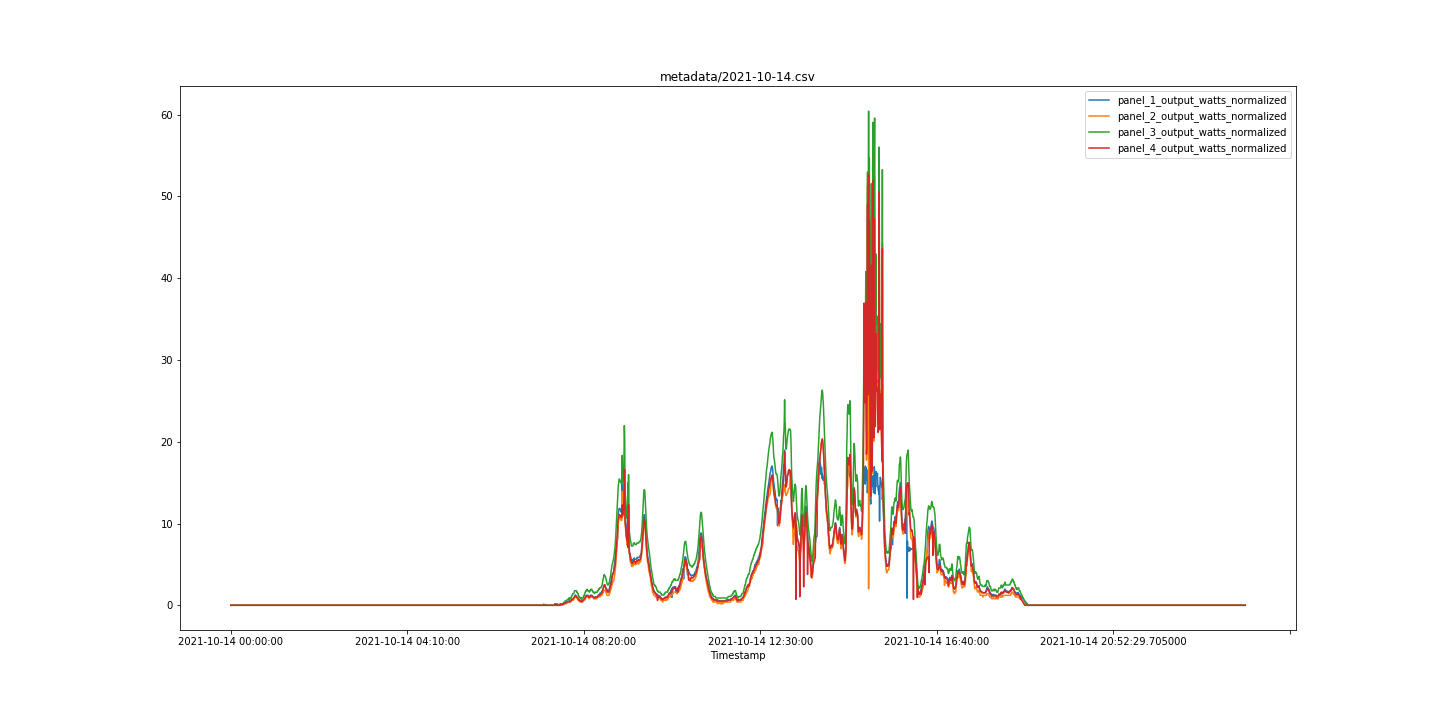 metadata/2021-10-14.csv
panel_1_output_watts_normalized
panel_2_output_watts_normalized
panel_3_output_watts_normalized
panel_4_output_watts_normalized
60
50
40
30
20
10
0
2021-10-14 00:00:00
2021-10-14 04:10:00
2021-10-14 08:20:00
2021-10-14 12:30:00
2021-10-14 16:40:00
2021-10-14 20:52:29.705000
Timestamp